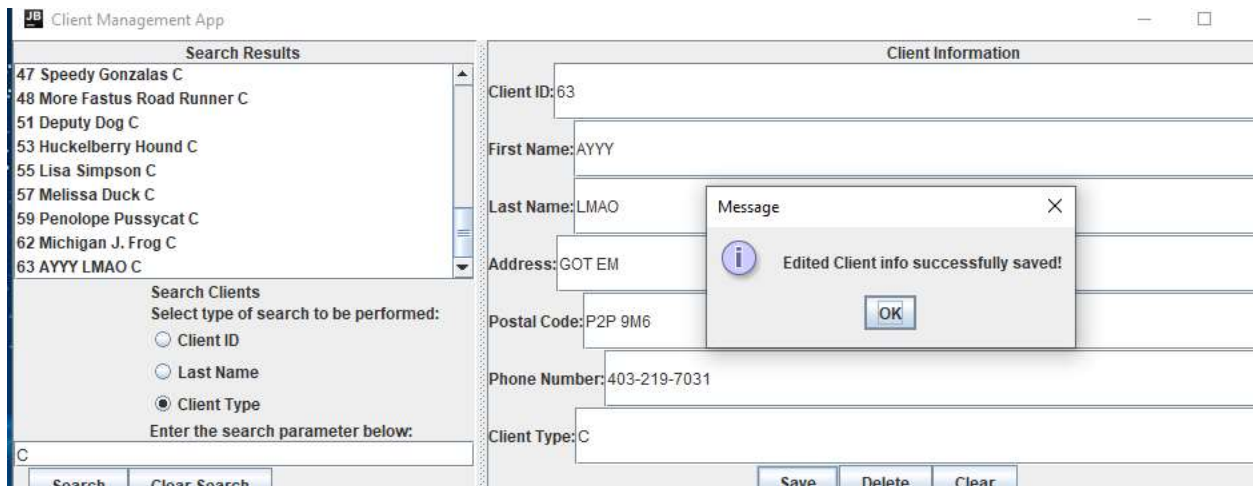 JB Client Management App
Search Results
47 Speedy Gonzalas C
48 More Fastus Road Runner C
51 Deputy Dog C
53 Huckelberry Hound C
55 Lisa Simpson C
57 Melissa Duck C
59 Penolope Pussycat C
62 Michigan J. Frog C
63 AYYY LMAO C
Search Clients
Select type of search to be performed:
Client ID
Last Name
Client Type
Enter the search parameter below:
C
Search Clear Search
Client Information
Client ID: 63
First Name: AYYY
Last Name: LMAO
Address: GOT EM
Postal Code: P2P 9M6
Phone Number: 403-219-7031
Client Type: C
Save Delete Clear
Message
Edited Client info successfully saved!
OK